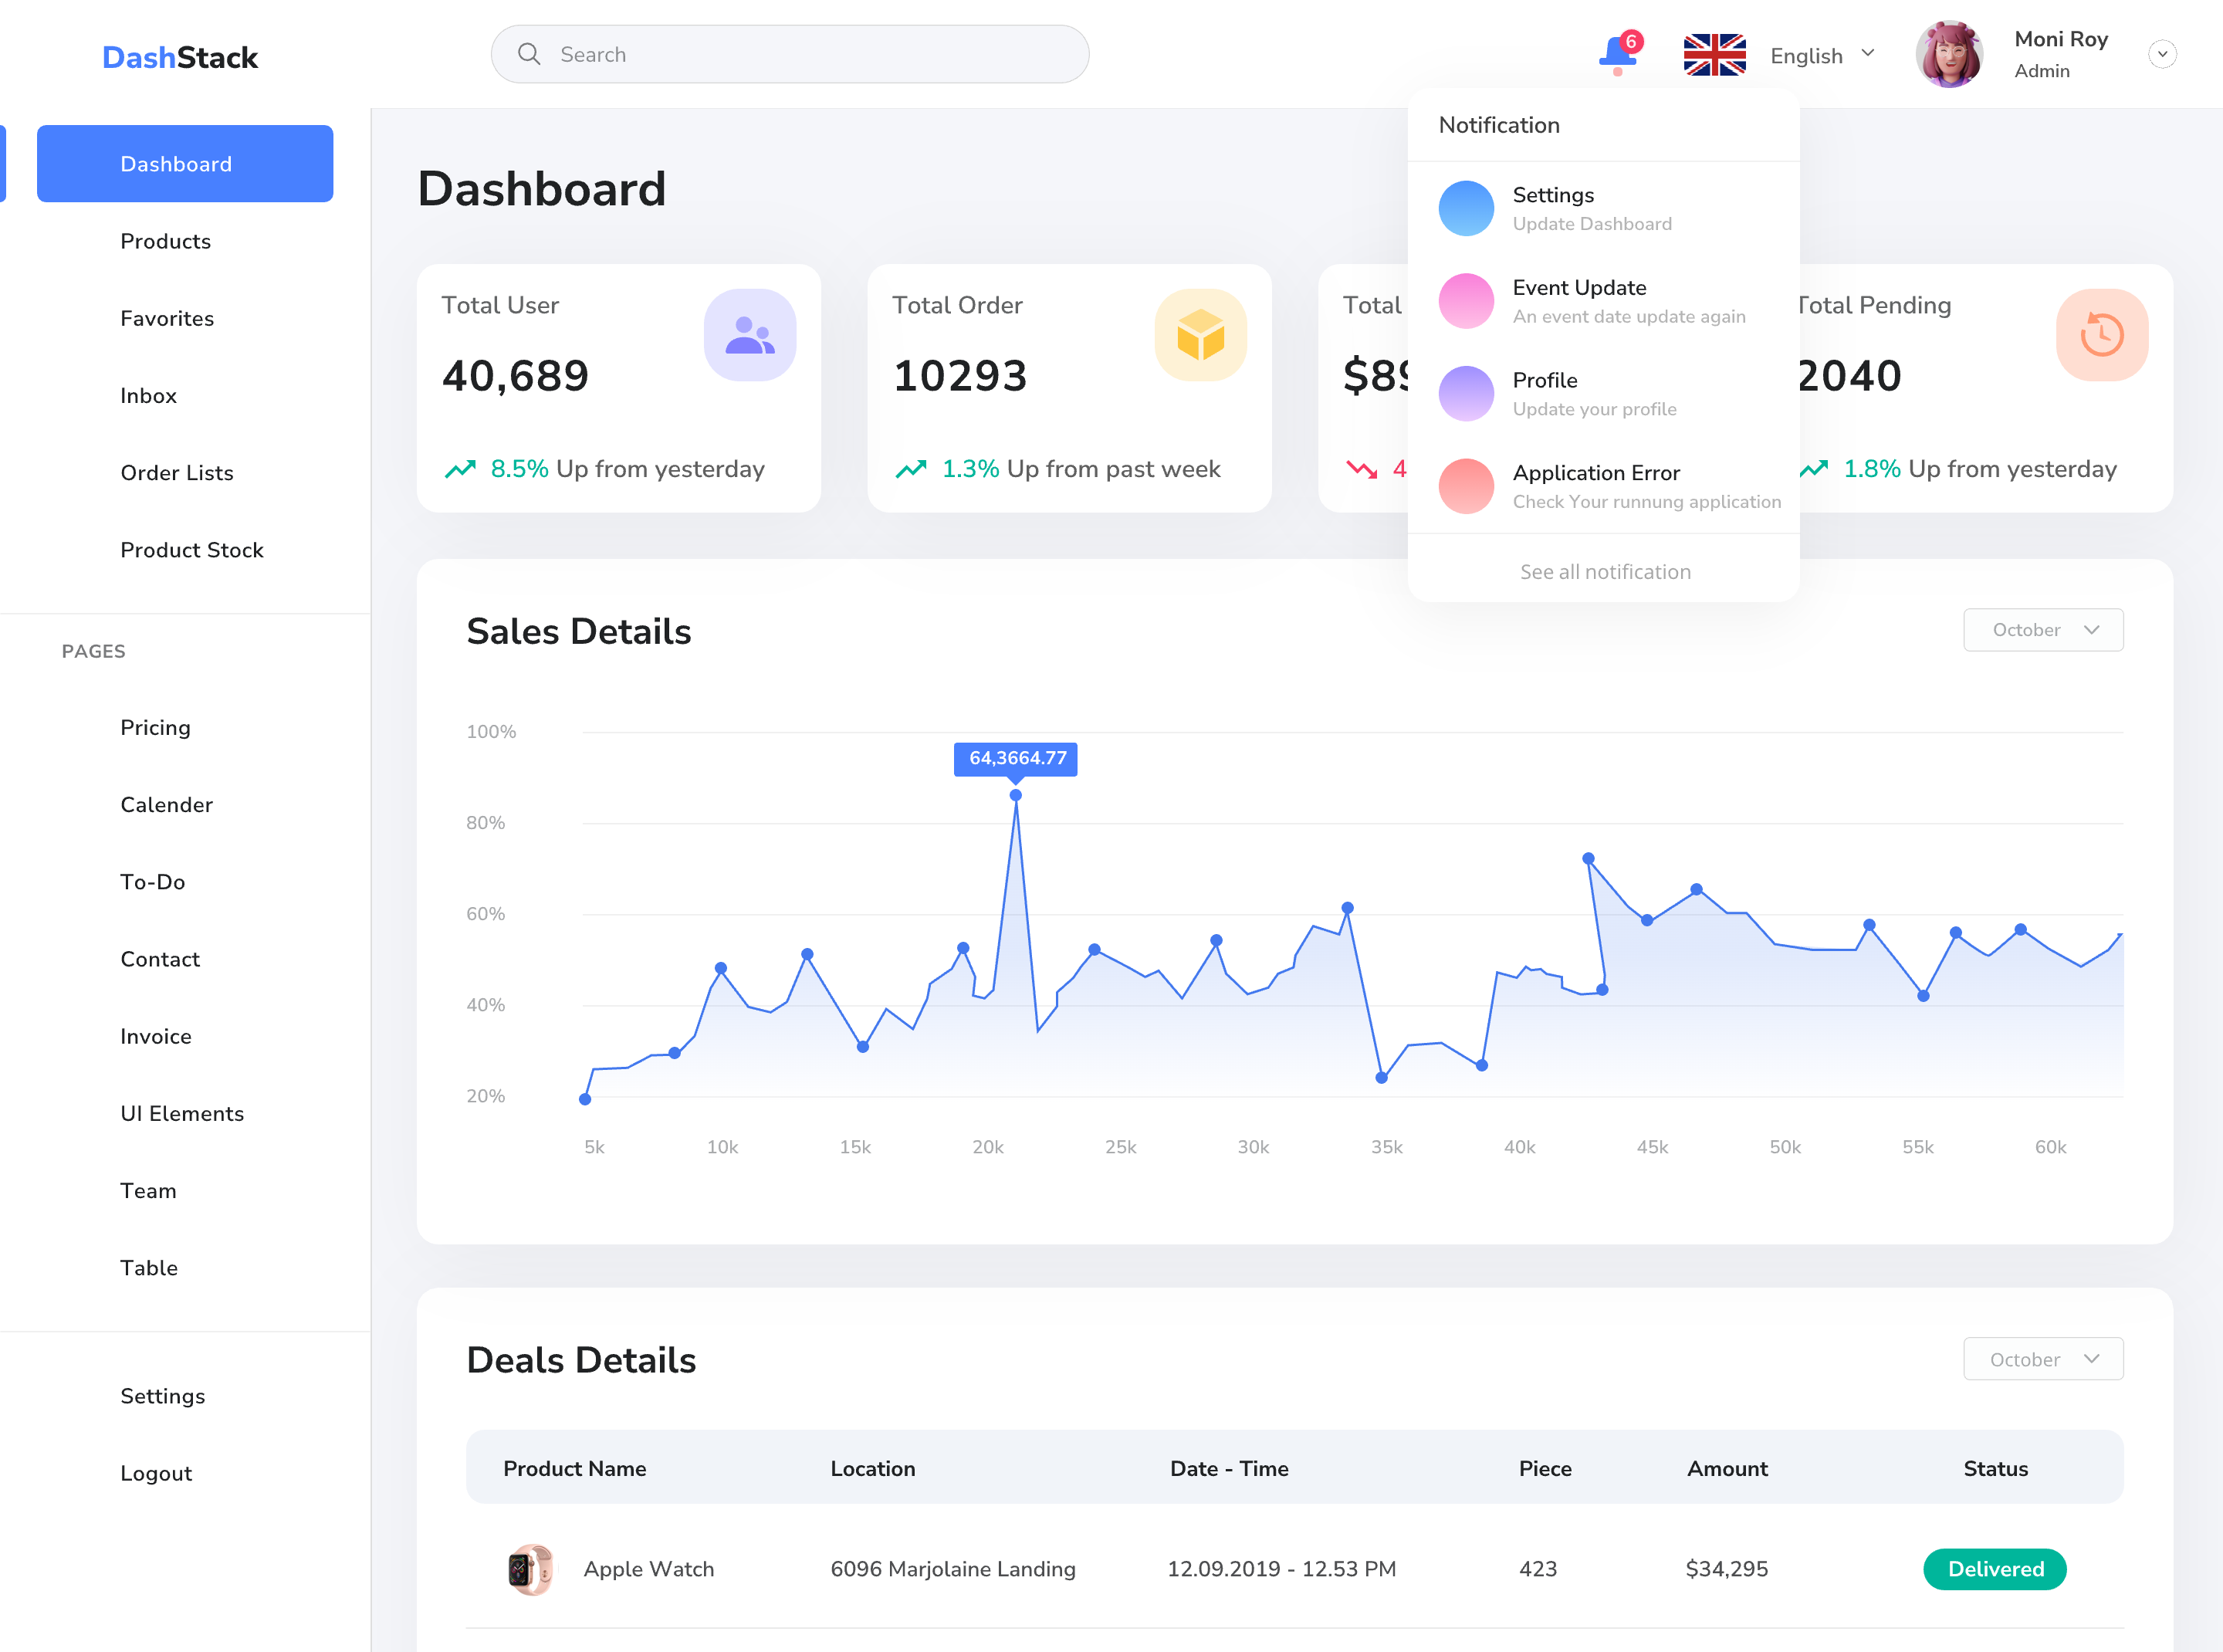 DashStack
Search
6
English
Moni Roy
Admin
Dashboard
Products
Favorites
Inbox
Order Lists
Product Stock
PAGES
Pricing
Calender
To-Do
Contact
Invoice
UI Elements
Team
Table
Settings
Logout
Notification
Settings
Update Dashboard
Event Update
An event date update again
Profile
Update your profile
Application Error
Check Your runnung application
See all notification
Dashboard
Total User
40,689
8.5% Up from yesterday
Total Order
10293
1.3% Up from past week
Total
$89
4
Total Pending
2040
1.8% Up from yesterday
Sales Details
October
100%
80%
60%
40%
20%
64,3664.77
5k 10k 15k 20k 25k 30k 35k 40k 45k 50k 55k 60k
Deals Details
October
Product Name Location Date - Time Piece Amount Status
Apple Watch 6096 Marjolaine Landing 12.09.2019 - 12.53 PM 423 $34,295 Delivered